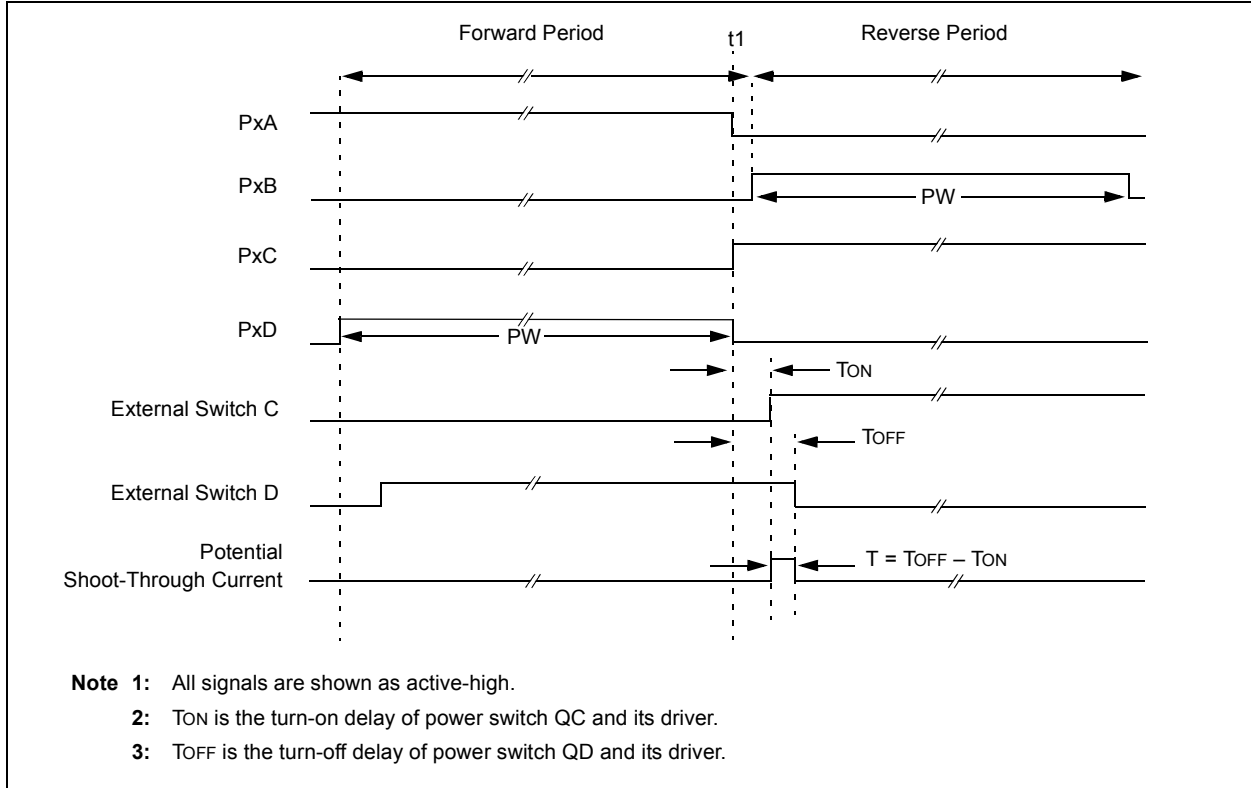 Forward Period
t1
Reverse Period
PxA
PxB
PW
PxC
PxD
PW
TON
External Switch C
TOFF
External Switch D
Potential
Shoot-Through Current
T = TOFF – TON
Note 1: All signals are shown as active-high.
2: TON is the turn-on delay of power switch QC and its driver.
3: TOFF is the turn-off delay of power switch QD and its driver.